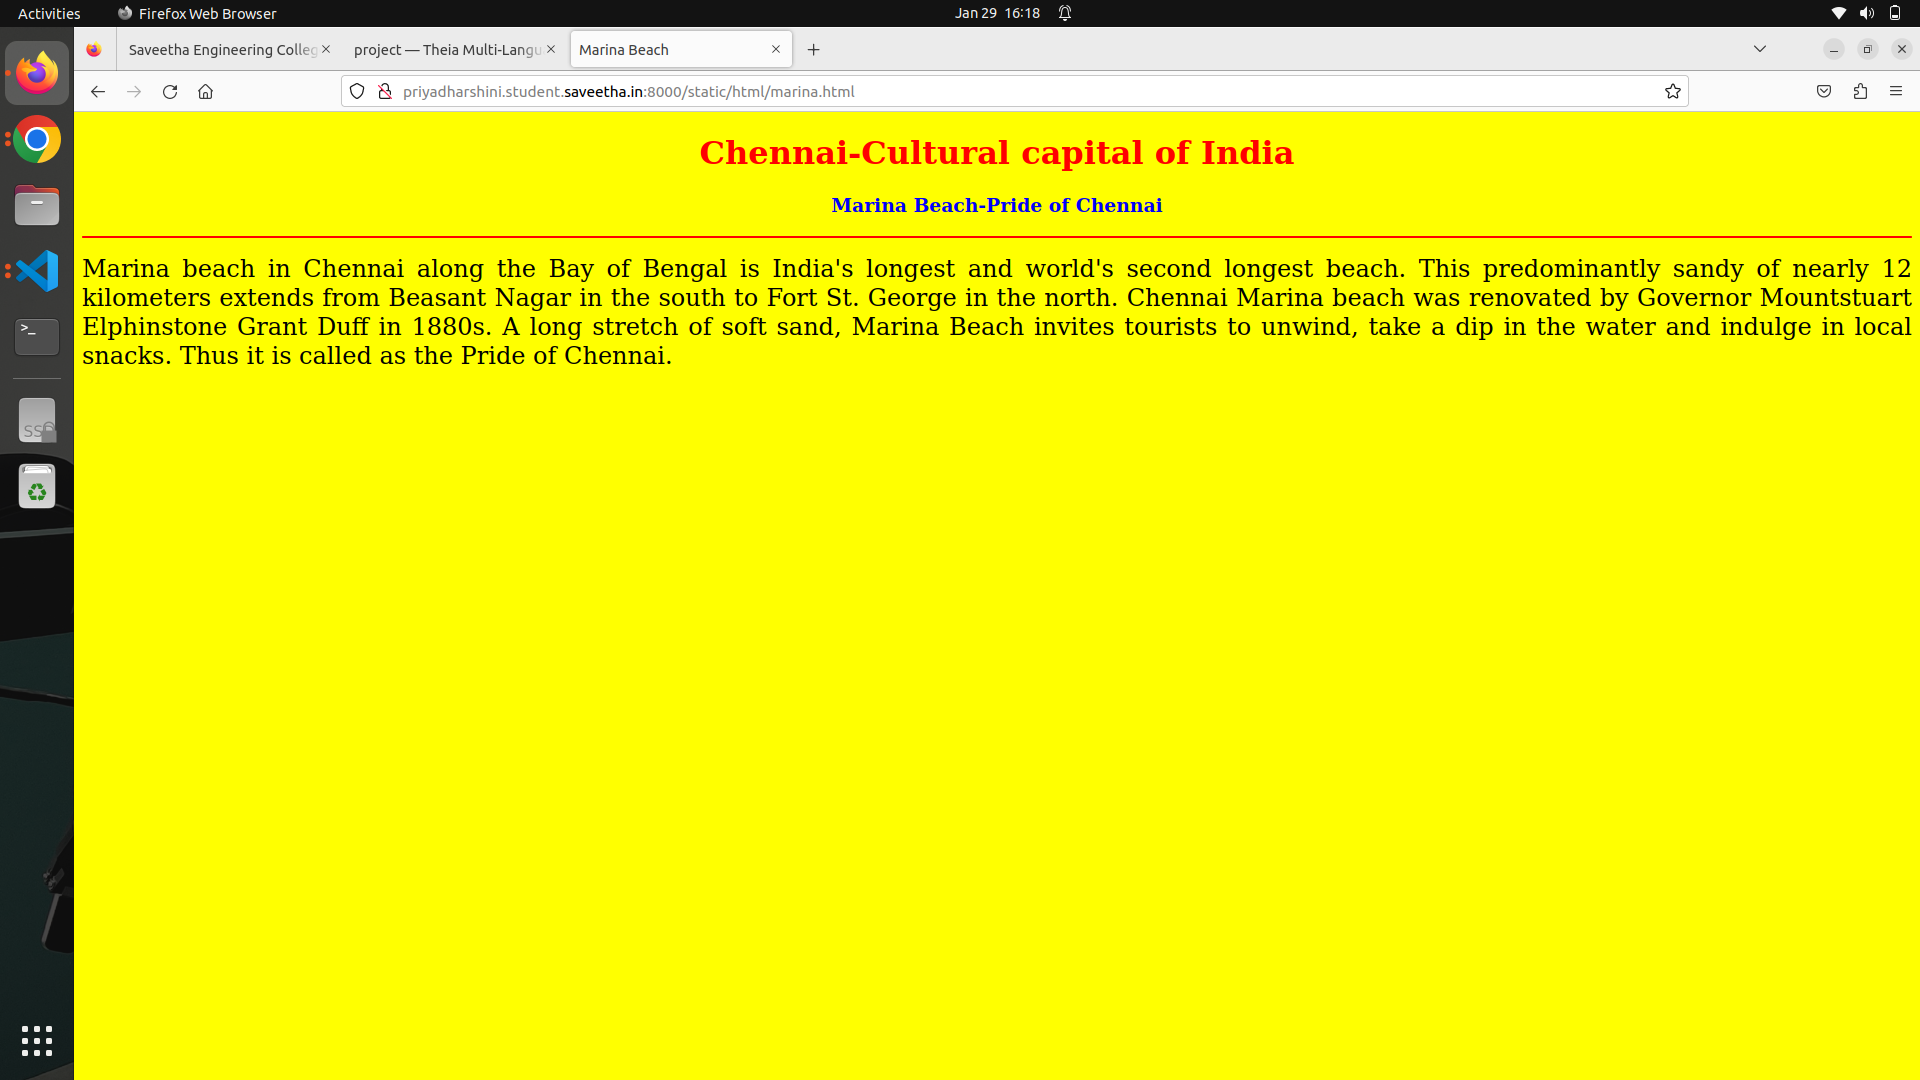 Activities Firefox Web Browser Jan 29 16:18
Saveetha Engineering Colleg project — Theia Multi-Langu Marina Beach
priyadharshini.student.saveetha.in:8000/static/html/marina.html
Chennai-Cultural capital of India
Marina Beach-Pride of Chennai
Marina beach in Chennai along the Bay of Bengal is India's longest and world's second longest beach. This predominantly sandy of nearly 12
kilometers extends from Beasant Nagar in the south to Fort St. George in the north. Chennai Marina beach was renovated by Governor Mountstuart
Elphinstone Grant Duff in 1880s. A long stretch of soft sand, Marina Beach invites tourists to unwind, take a dip in the water and indulge in local
snacks. Thus it is called as the Pride of Chennai.
>_